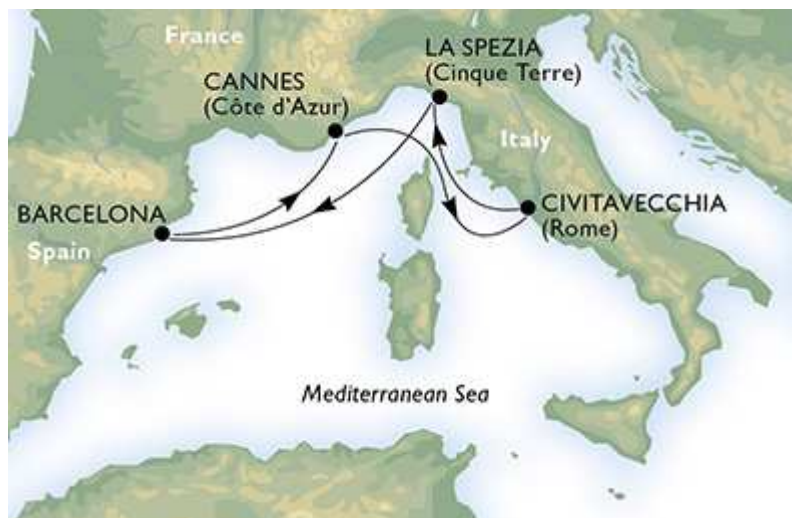 France
LA SPEZIA
(Cinque Terre)
CANNES
(Côte d'Azur)
Italy
BARCELONA
CIVITAVECCHIA
(Rome)
Spain
Mediterranean Sea